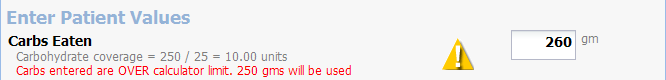 Enter Patient Values
Carbs Eaten
260 gm
Carbohydrate coverage = 250 / 25 = 10.00 units
Carbs entered are OVER calculator limit. 250 gms will be used